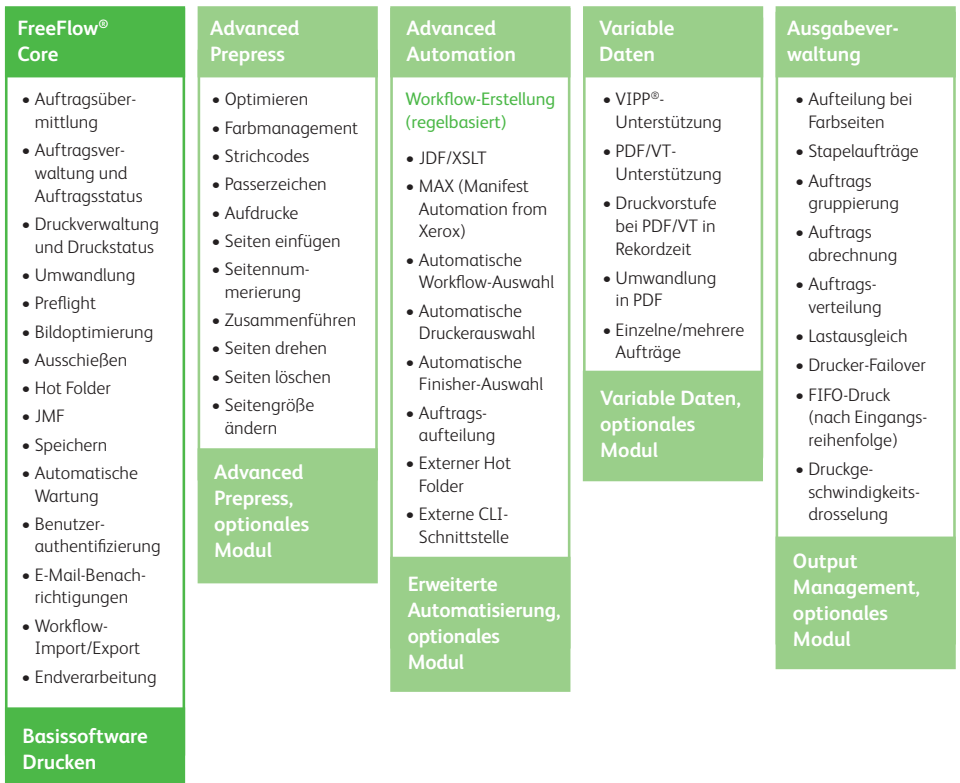 FreeFlow®
Core
• Auftragsüber-
mittlung
• Auftragsver-
waltung und
Auftragsstatus
• Druckverwaltung
und Druckstatus
• Umwandlung
• Preflight
• Bildoptimierung
• Ausschießen
• Hot Folder
• JMF
• Speichern
• Automatische
Wartung
• Benutzer-
authentifizierung
• E-Mail-Benach-
richtigungen
• Workflow-
Import/Export
• Endverarbeitung
Basissoftware
Drucken
Advanced
Prepress
• Optimieren
• Farbmanagement
• Strichcodes
• Passerzeichen
• Aufdrucke
• Seiten einfügen
• Seitennum-
merierung
• Zusammenführen
• Seiten drehen
• Seiten löschen
• Seitengröße
ändern
Advanced
Prepress,
optionales
Modul
Advanced
Automation
Workflow-Erstellung
(regelbasiert)
• JDF/XSLT
• MAX (Manifest
Automation from
Xerox)
• Automatische
Workflow-Auswahl
• Automatische
Druckerauswahl
• Automatische
Finisher-Auswahl
• Auftrags-
aufteilung
• Externer Hot
Folder
• Externe CLI-
Schnittstelle
Erweiterte
Automatisierung,
optionales
Modul
Variable
Daten
• VIPP®-
Unterstützung
• PDF/VT-
Unterstützung
• Druckvorstufe
bei PDF/VT in
Rekordzeit
• Umwandlung
in PDF
• Einzelne/mehrere
Aufträge
Variable Daten,
optionales
Modul
Ausgabever-
waltung
• Aufteilung bei
Farbseiten
• Stapelaufträge
• Auftrags
gruppierung
• Auftrags
abrechnung
• Auftrags-
verteilung
• Lastausgleich
• Drucker-Failover
• FIFO-Druck
(nach Eingangs-
reihenfolge)
• Druckge-
schwindigkeits-
drosselung
Output
Management,
optionales
Modul